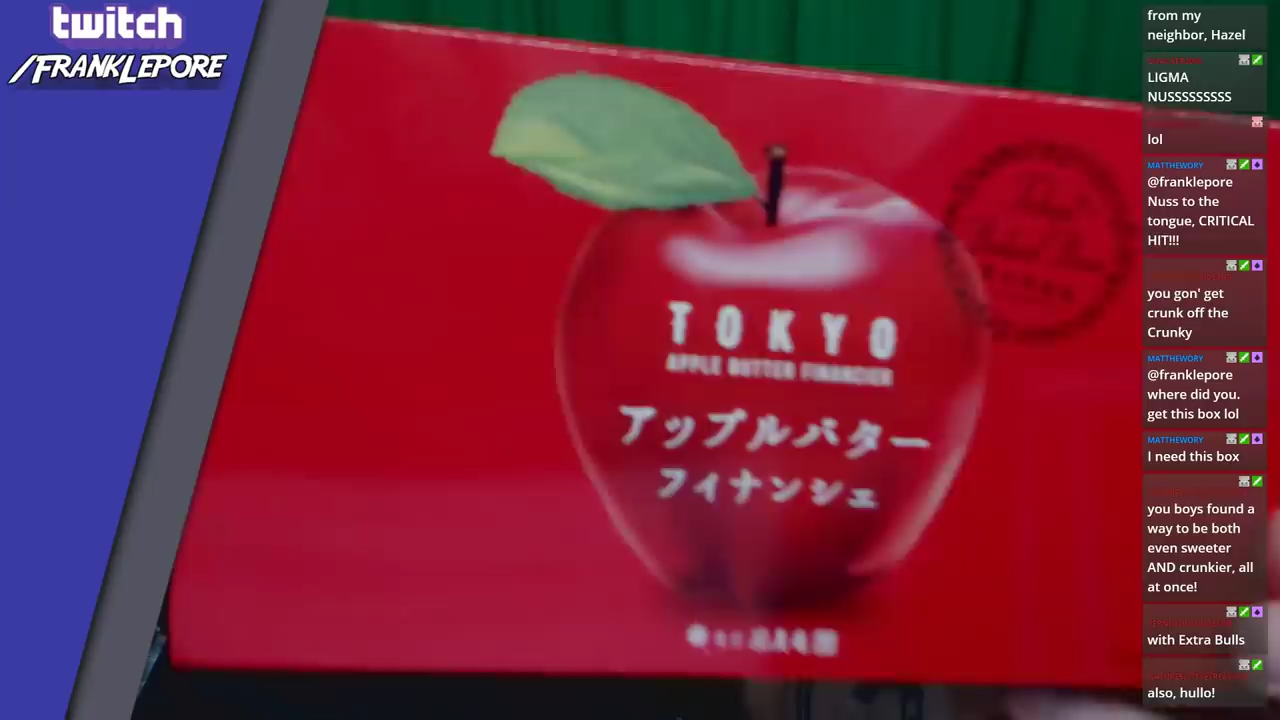 twitch
/FRANKLEPORE
TOKYO
APPLE BUTTER FINANCIER
アップルバター
フィナンシェ
from my
neighbor, Hazel
LIGMA
NUSSSSSSSSS
lol
MATTHEWORY
@franklepore
Nuss to the
tongue, CRITICAL
HIT!!!
you gon' get
crunk off the
Crunky
MATTHEWORY
@franklepore
where did you.
get this box lol
MATTHEWORY
I need this box
you boys found a
way to be both
even sweeter
AND crunkier, all
at once!
with Extra Bulls
also, hullo!